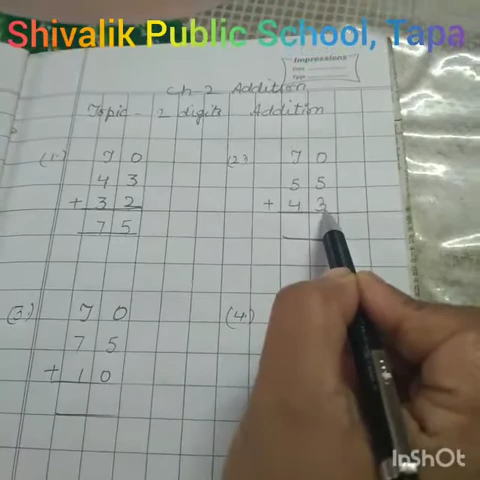 Shivalik Public School, Tapa
Impressions
Date
Page
Ch-2 Addition
Topic - 2 digits Addition
(1) T O
4 3
+ 3 2
7 5
(2) T O
5 5
+ 4 3
(3) T O
7 5
+ 1 0
(4)
InShOt